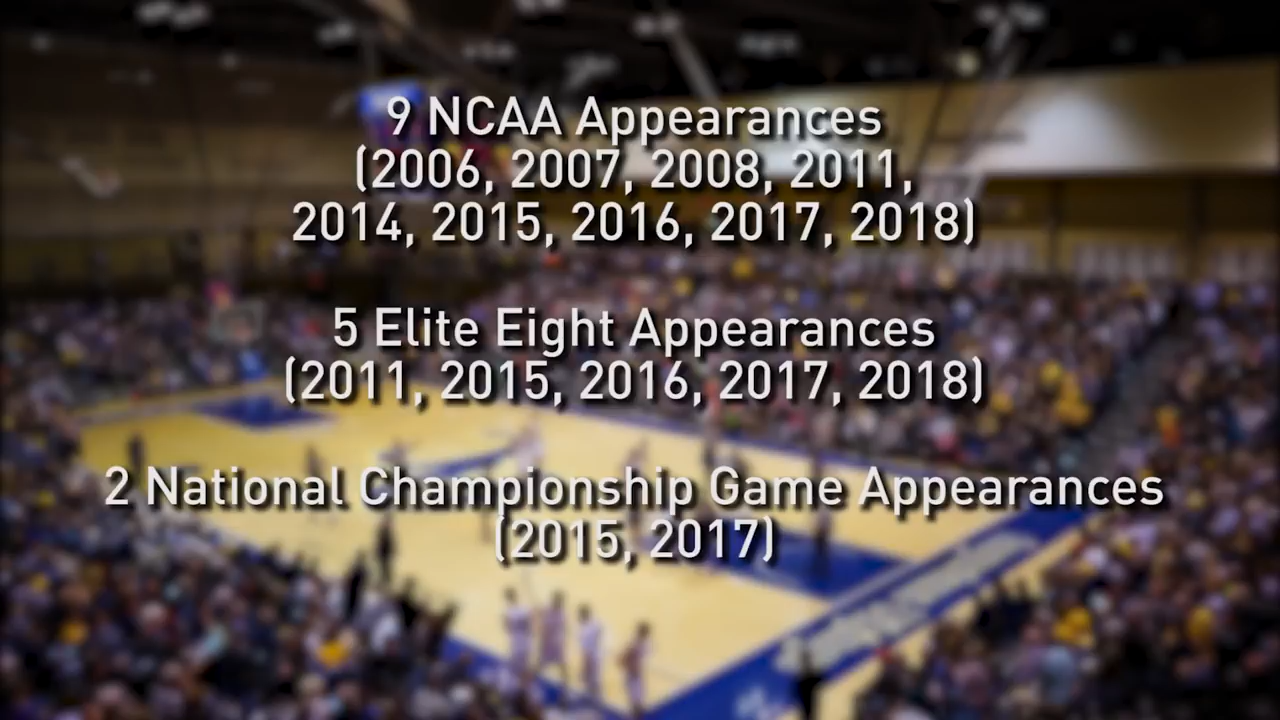 9 NCAA Appearances
(2006, 2007, 2008, 2011,
2014, 2015, 2016, 2017, 2018)
5 Elite Eight Appearances
(2011, 2015, 2016, 2017, 2018)
2 National Championship Game Appearances
(2015, 2017)